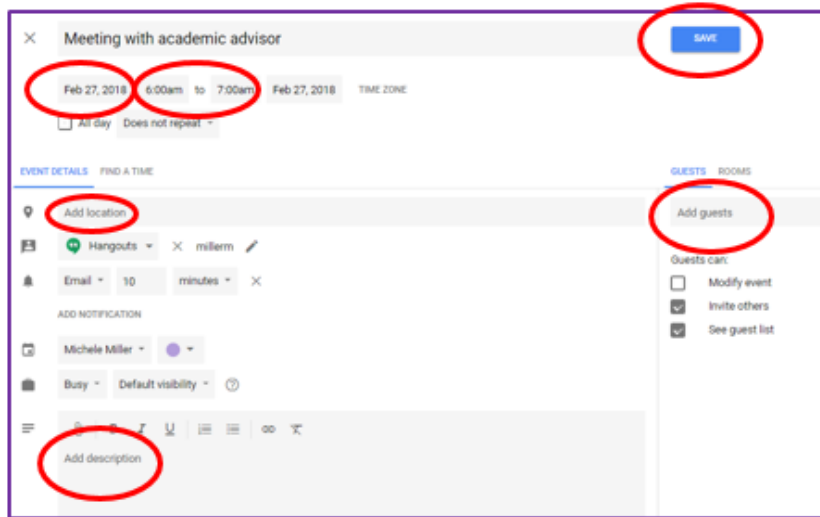 Meeting with academic advisor
SAVE
Feb 27, 2018 6:00am to 7:00am Feb 27, 2018 TIME ZONE
All day Does not repeat
EVENT DETAILS FIND A TIME
GUESTS ROOMS
Add location
Add guests
Hangouts millerm
Guests can:
Email 10 minutes
Modify event
Invite others
ADD NOTIFICATION
See guest list
Michele Miller
Busy Default visibility ?
B I U
Add description